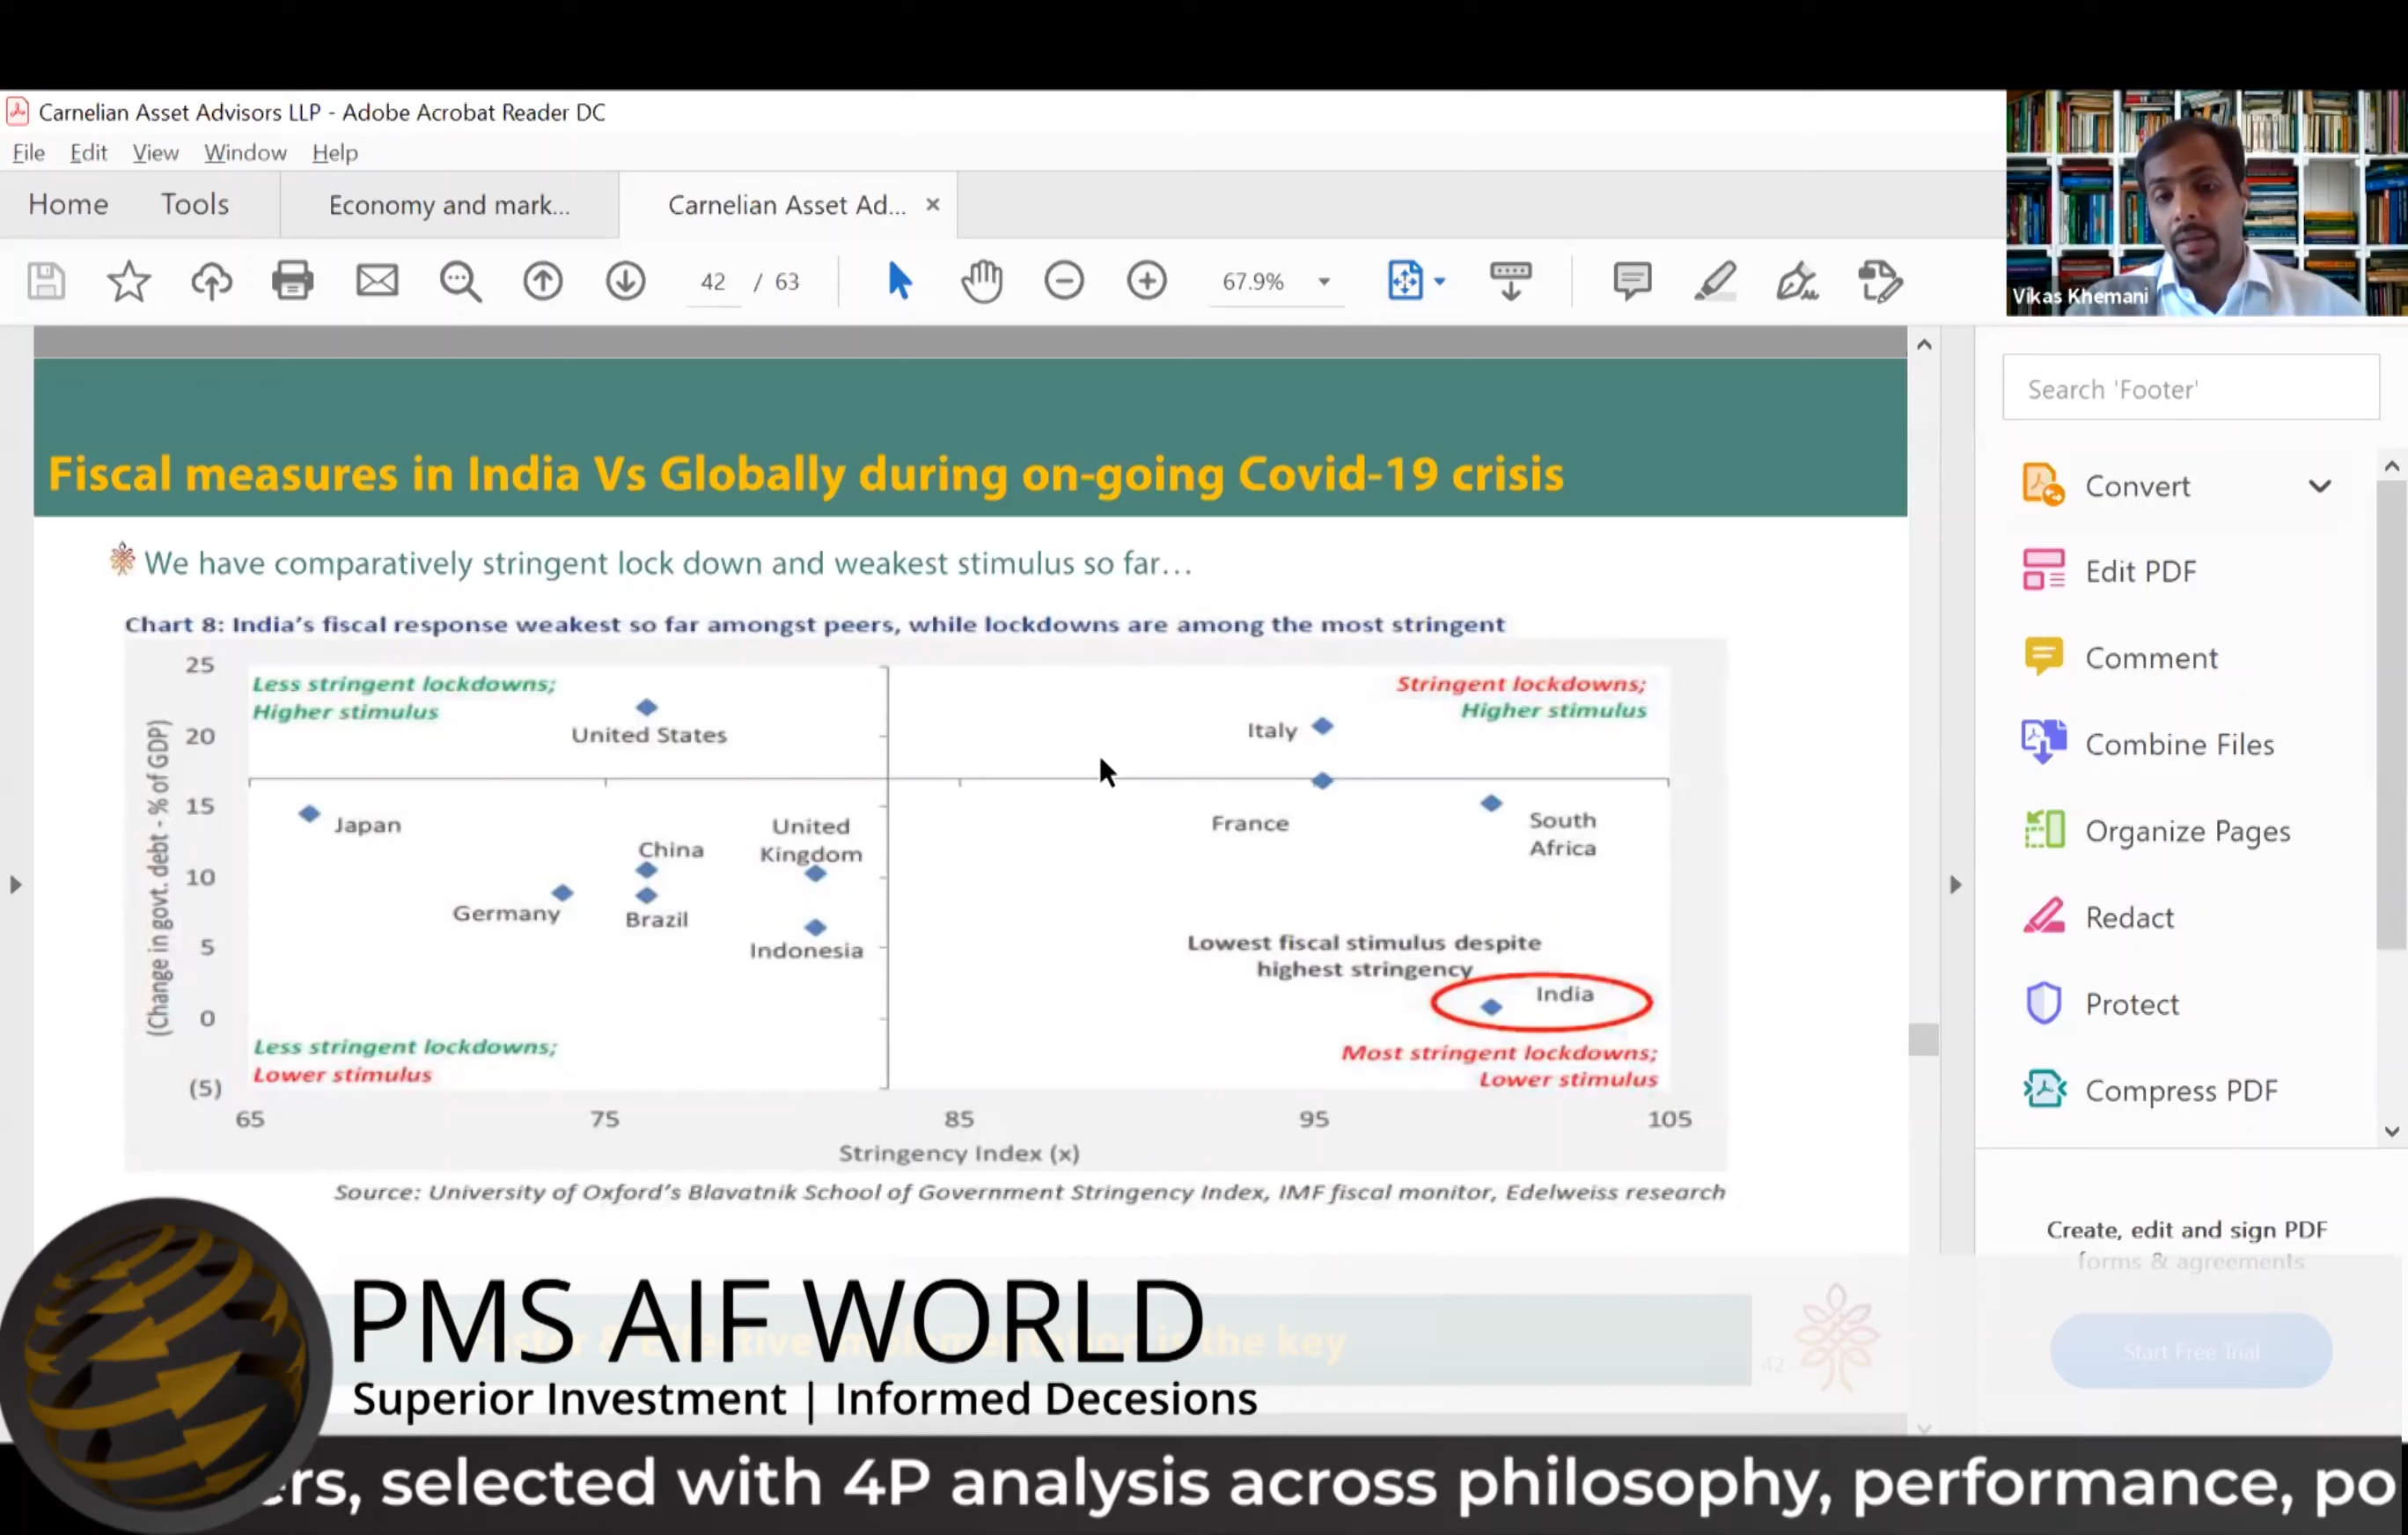 Carnelian Asset Advisors LLP - Adobe Acrobat Reader DC
File Edit View Window Help
Home Tools Economy and mark... Carnelian Asset Ad... ×
42 / 63 67.9%
Vikas Khemani
Fiscal measures in India Vs Globally during on-going Covid-19 crisis
We have comparatively stringent lock down and weakest stimulus so far...
Chart 8: India's fiscal response weakest so far amongst peers, while lockdowns are among the most stringent
(Change in govt. debt - % of GDP)
25
20
15
10
5
0
(5)
Less stringent lockdowns;
Higher stimulus
United States
Stringent lockdowns;
Higher stimulus
Italy
Japan
China
United
Kingdom
Germany
Brazil
Indonesia
France
South
Africa
Lowest fiscal stimulus despite
highest stringency
India
Less stringent lockdowns;
Lower stimulus
Most stringent lockdowns;
Lower stimulus
65 75 85 95 105
Stringency Index (x)
Source: University of Oxford's Blavatnik School of Government Stringency Index, IMF fiscal monitor, Edelweiss research
42
Search 'Footer'
Convert
Edit PDF
Comment
Combine Files
Organize Pages
Redact
Protect
Compress PDF
Create, edit and sign PDF
forms & agreements
Start Free Trial
is the key
PMS AIF WORLD
Superior Investment | Informed Decesions
ers, selected with 4P analysis across philosophy, performance, po